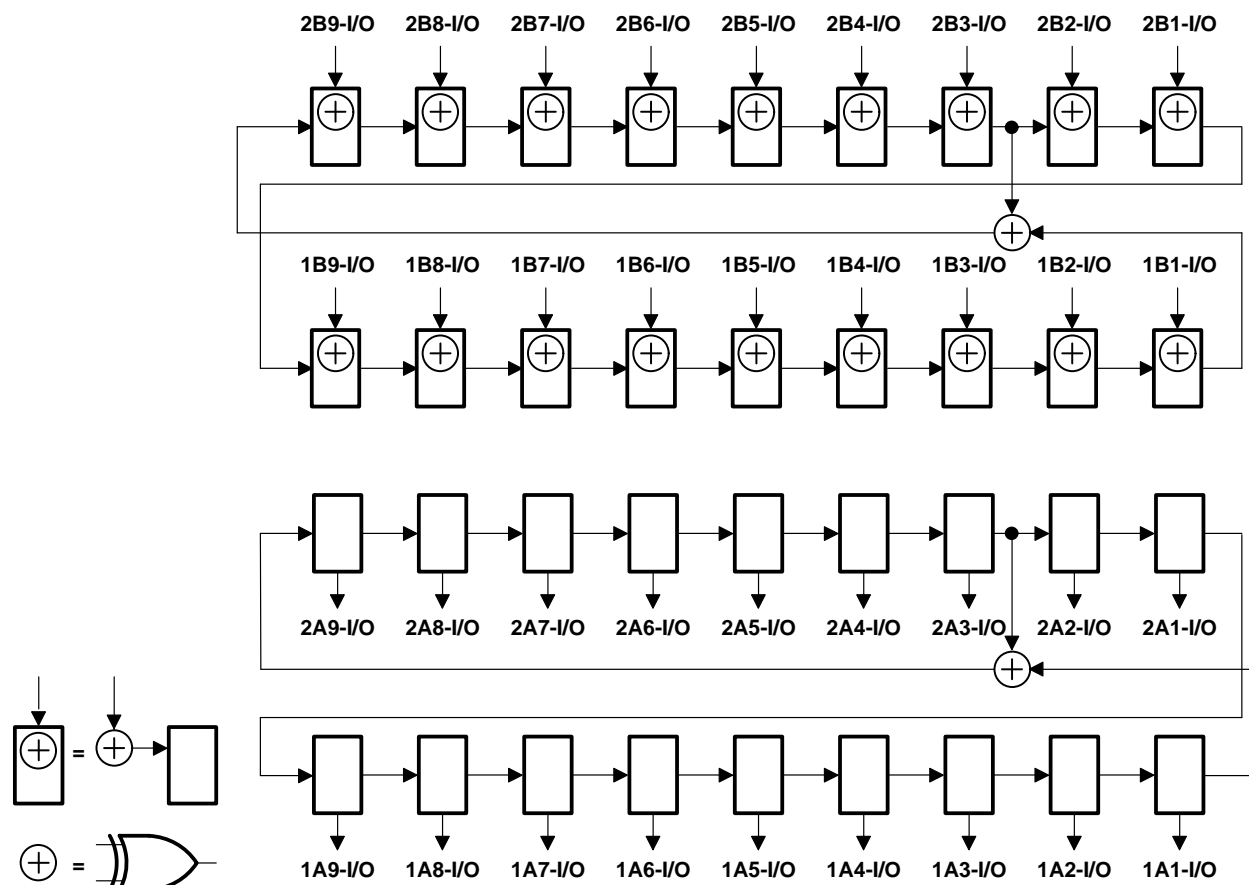 2B9-I/O 2B8-I/O 2B7-I/O 2B6-I/O 2B5-I/O 2B4-I/O 2B3-I/O 2B2-I/O 2B1-I/O
1B9-I/O 1B8-I/O 1B7-I/O 1B6-I/O 1B5-I/O 1B4-I/O 1B3-I/O 1B2-I/O 1B1-I/O
2A9-I/O 2A8-I/O 2A7-I/O 2A6-I/O 2A5-I/O 2A4-I/O 2A3-I/O 2A2-I/O 2A1-I/O
=
=
1A9-I/O 1A8-I/O 1A7-I/O 1A6-I/O 1A5-I/O 1A4-I/O 1A3-I/O 1A2-I/O 1A1-I/O